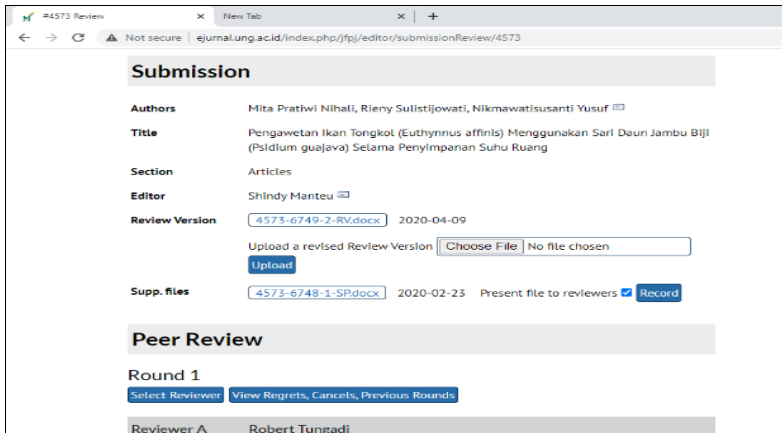 #4573 Review
New Tab
Not secure | ejurnal.ung.ac.id/index.php/jfpj/editor/submissionReview/4573
Submission
Authors Mita Pratiwi Nihali, Rieny Sulistijowati, Nikmawatisusanti Yusuf
Title Pengawetan Ikan Tongkol (Euthynnus affinis) Menggunakan Sari Daun Jambu Biji
(Psidium guajava) Selama Penyimpanan Suhu Ruang
Section Articles
Editor Shindy Manteu
Review Version 4573-6749-2-RV.docx 2020-04-09
Upload a revised Review Version Choose File No file chosen
Upload
Supp. files 4573-6748-1-SP.docx 2020-02-23 Present file to reviewers Record
Peer Review
Round 1
Select Reviewer View Regrets, Cancels, Previous Rounds
Reviewer A Robert Tungadi